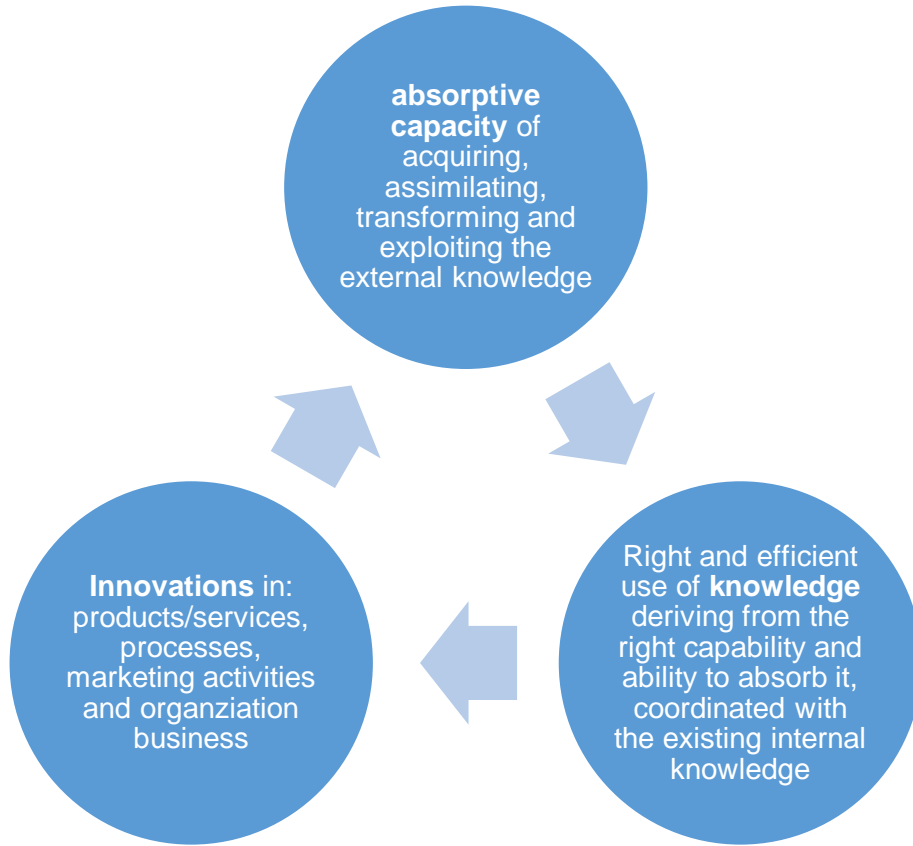 absorptive
capacity of
acquiring,
assimilating,
transforming and
exploiting the
external knowledge
Right and efficient
use of knowledge
deriving from the
right capability and
ability to absorb it,
coordinated with
the existing internal
knowledge
Innovations in:
products/services,
processes,
marketing activities
and organziation
business